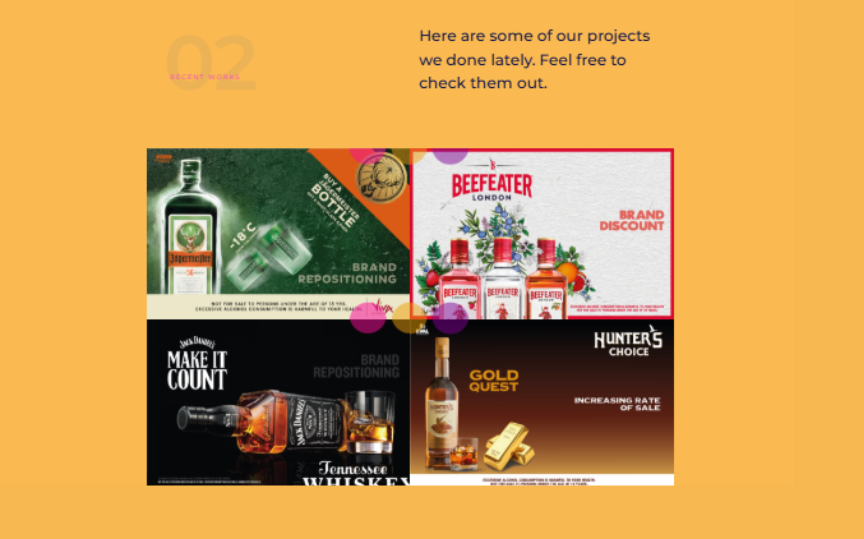 02
RECENT WORKS
Here are some of our projects
we done lately. Feel free to
check them out.
BUY A
JÄGERMEISTER
BOTTLE
-18°C
Jägermeister
BRAND
REPOSITIONING
NOT FOR SALE TO PERSONS UNDER THE AGE OF 18 YRS.
EXCESSIVE ALCOHOL CONSUMPTION IS HARMFUL TO YOUR HEALTH
BEEFEATER
LONDON
BRAND
DISCOUNT
BEEFEATER
BEEFEATER
BEEFEATER
JACK DANIEL'S
MAKE IT
COUNT
BRAND
REPOSITIONING
JACK DANIEL'S
Tennessee
WHISKEY
HUNTER'S
CHOICE
GOLD
QUEST
INCREASING RATE
OF SALE
HUNTER'S